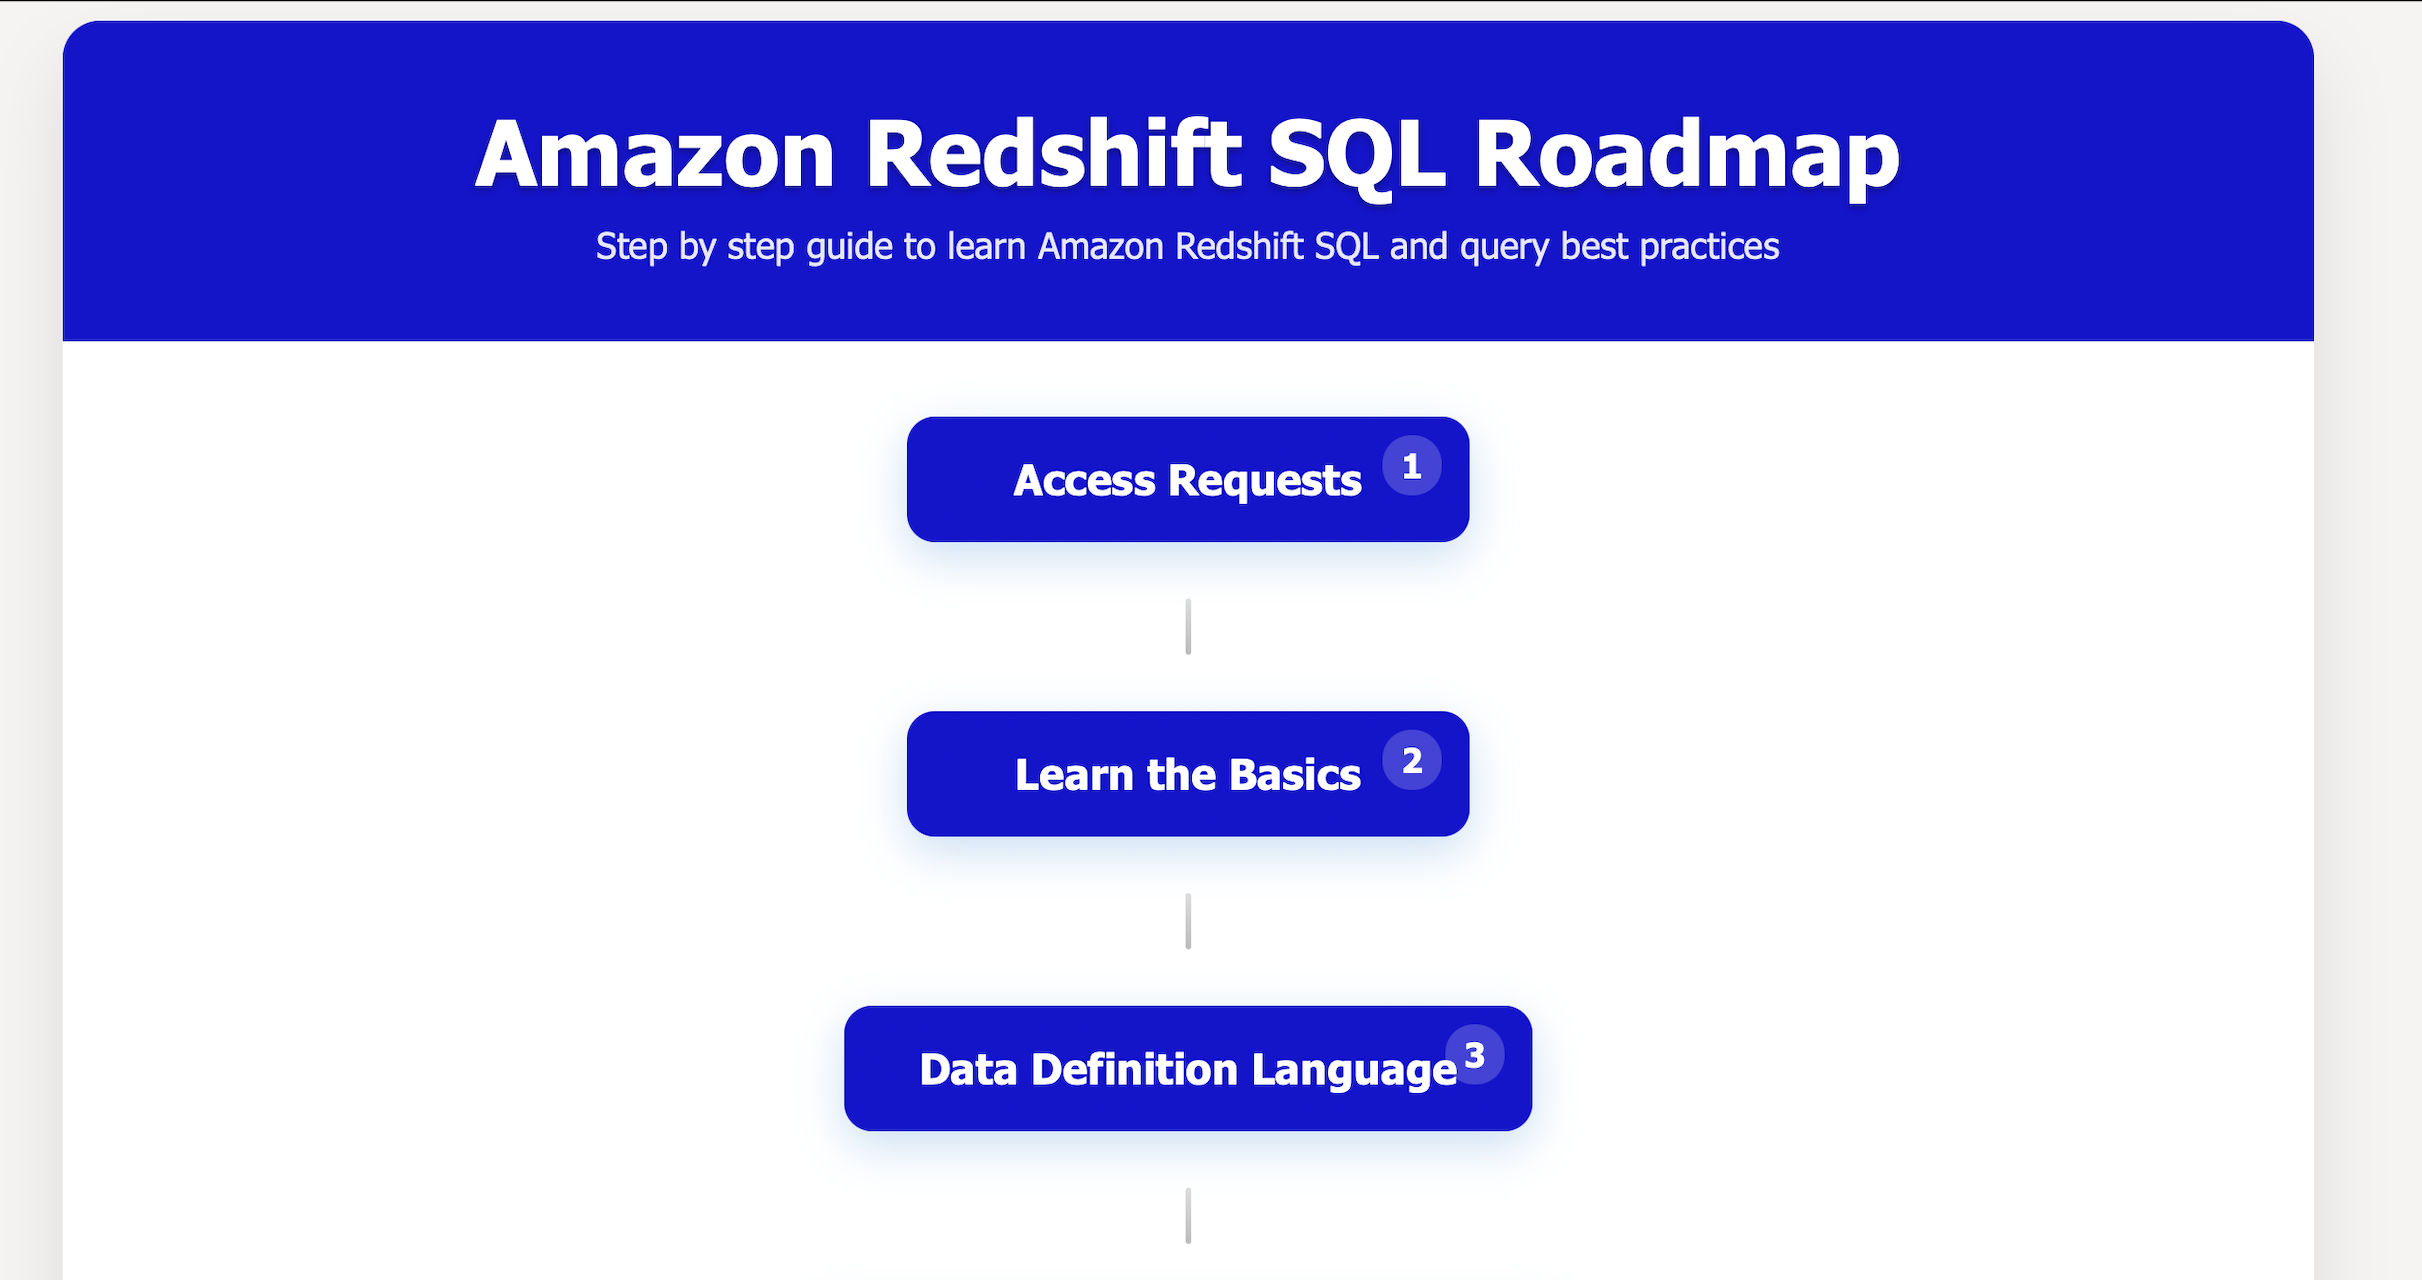 Amazon Redshift SQL Roadmap
Step by step guide to learn Amazon Redshift SQL and query best practices
Access Requests 1
Learn the Basics 2
Data Definition Language 3